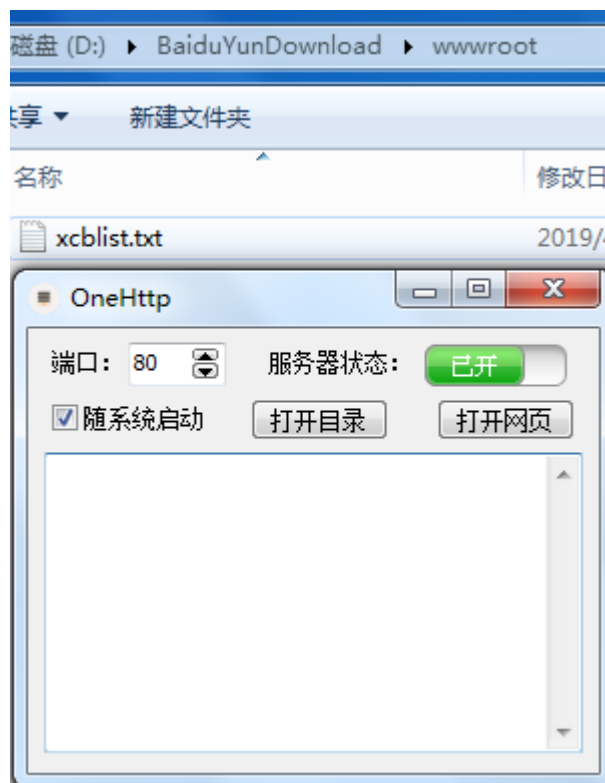 磁盘 (D:) ▸ BaiduYunDownload ▸ wwwroot
共享 ▾ 新建文件夹
名称 修改日
xcblist.txt 2019/
OneHttp
端口: 80 服务器状态: 已开
随系统启动 打开目录 打开网页